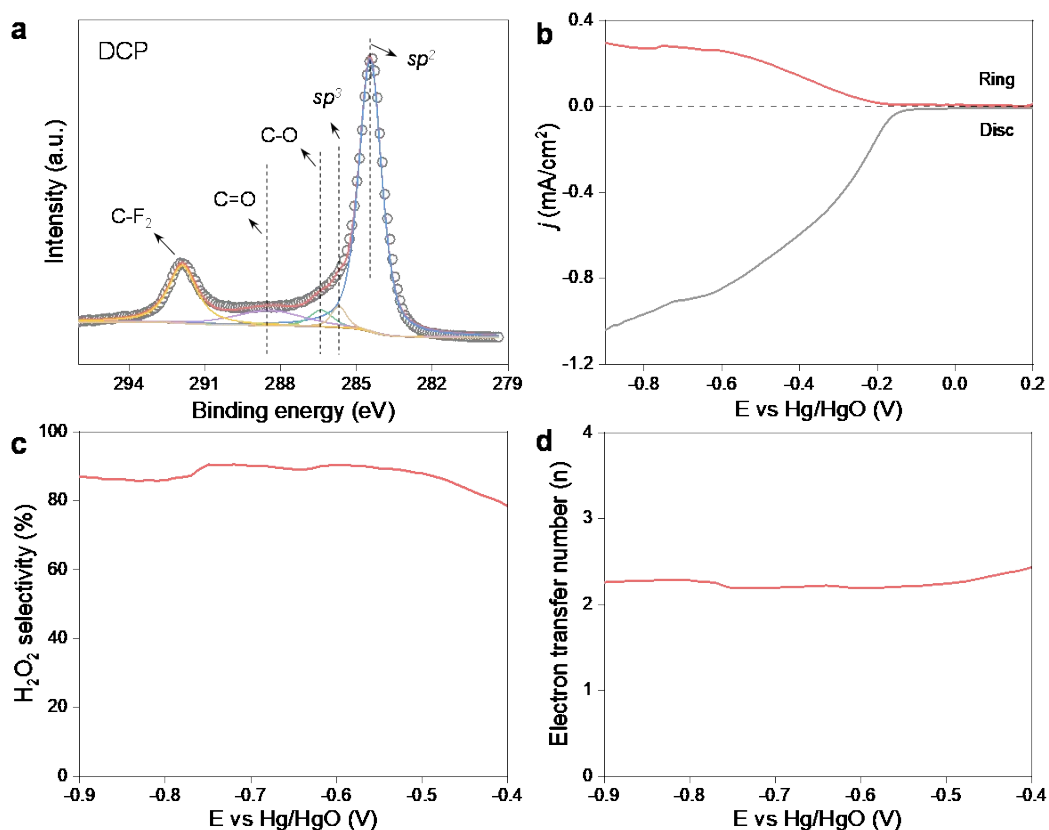 a
DCP
sp²
sp³
C-O
C=O
C-F₂
Intensity (a.u.)
294 291 288 285 282 279
Binding energy (eV)
b
0.4
0.0
-0.4
-0.8
-1.2
Ring
Disc
j (mA/cm²)
-0.8 -0.6 -0.4 -0.2 0.0 0.2
E vs Hg/HgO (V)
c
100
80
60
40
20
0
H₂O₂ selectivity (%)
-0.9 -0.8 -0.7 -0.6 -0.5 -0.4
E vs Hg/HgO (V)
d
4
3
2
1
0
Electron transfer number (n)
-0.9 -0.8 -0.7 -0.6 -0.5 -0.4
E vs Hg/HgO (V)